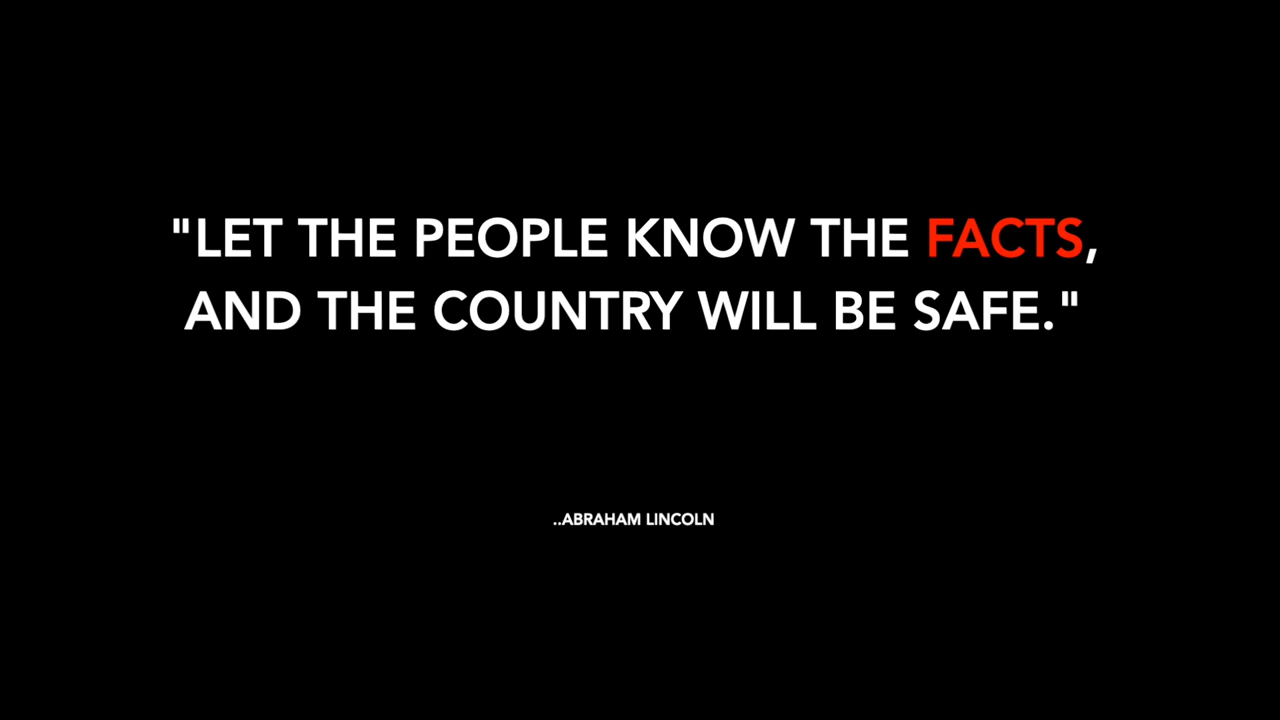 "LET THE PEOPLE KNOW THE FACTS,
AND THE COUNTRY WILL BE SAFE."
..ABRAHAM LINCOLN